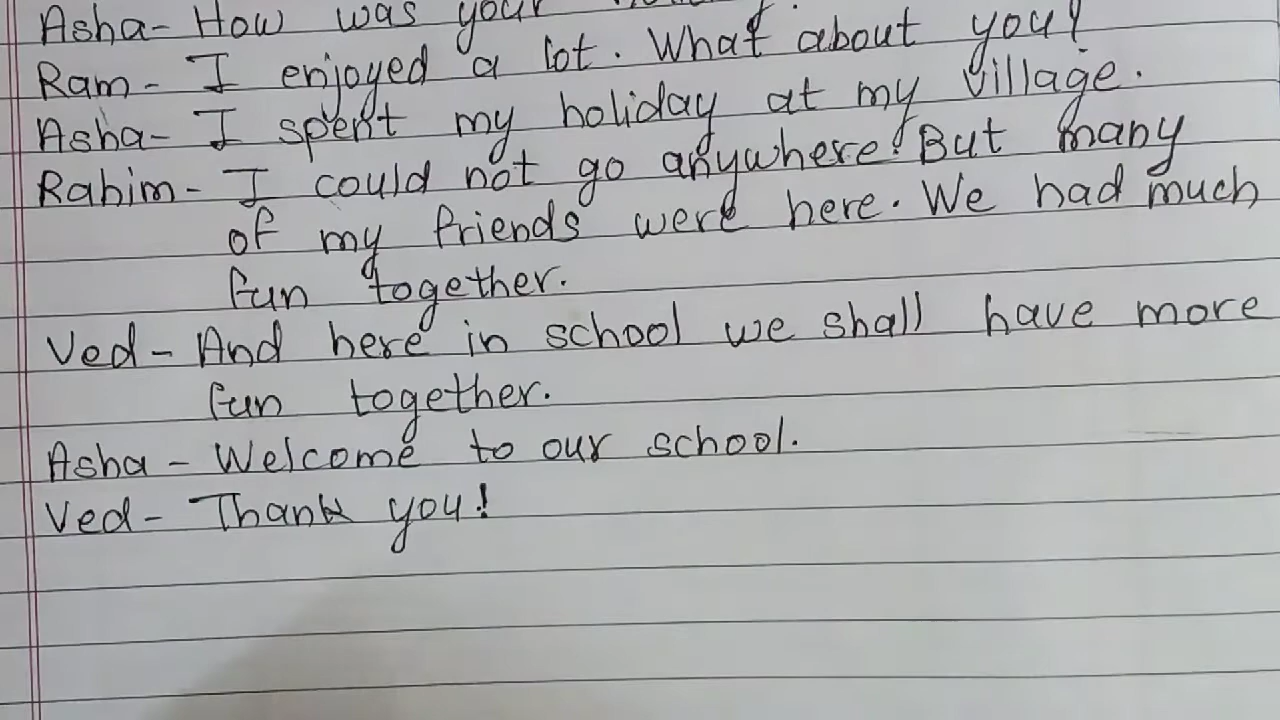 Asha- How was your
Ram- I enjoyed a lot. What about you?
Asha- I spent my holiday at my village.
Rahim- I could not go anywhere. But many
of my friends were here. We had much
fun together.
Ved- And here in school we shall have more
fun together.
Asha- Welcome to our school.
Ved- Thank you!